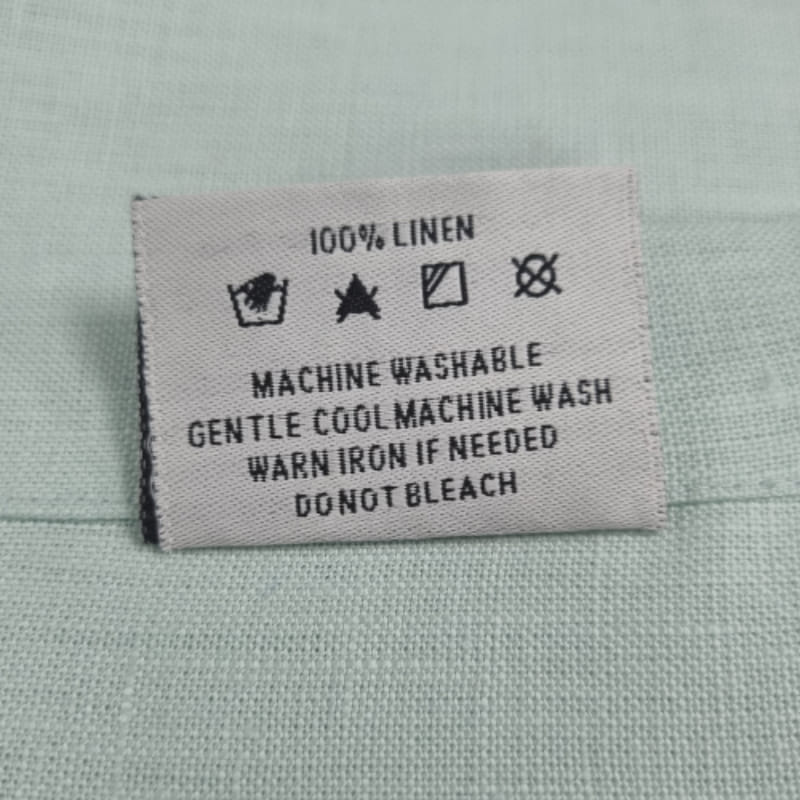 100% LINEN
MACHINE WASHABLE
GENTLE COOL MACHINE WASH
WARN IRON IF NEEDED
DO NOT BLEACH